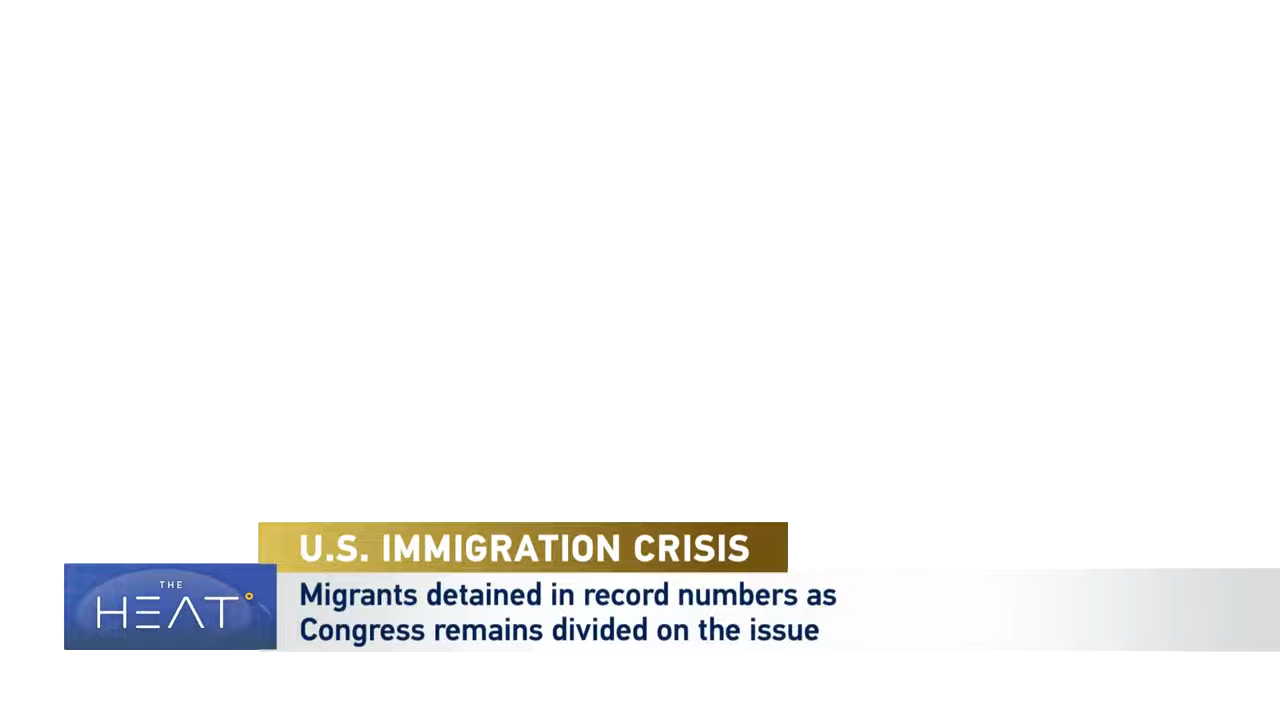 U.S. IMMIGRATION CRISIS
THE
HEAT°
Migrants detained in record numbers as
Congress remains divided on the issue